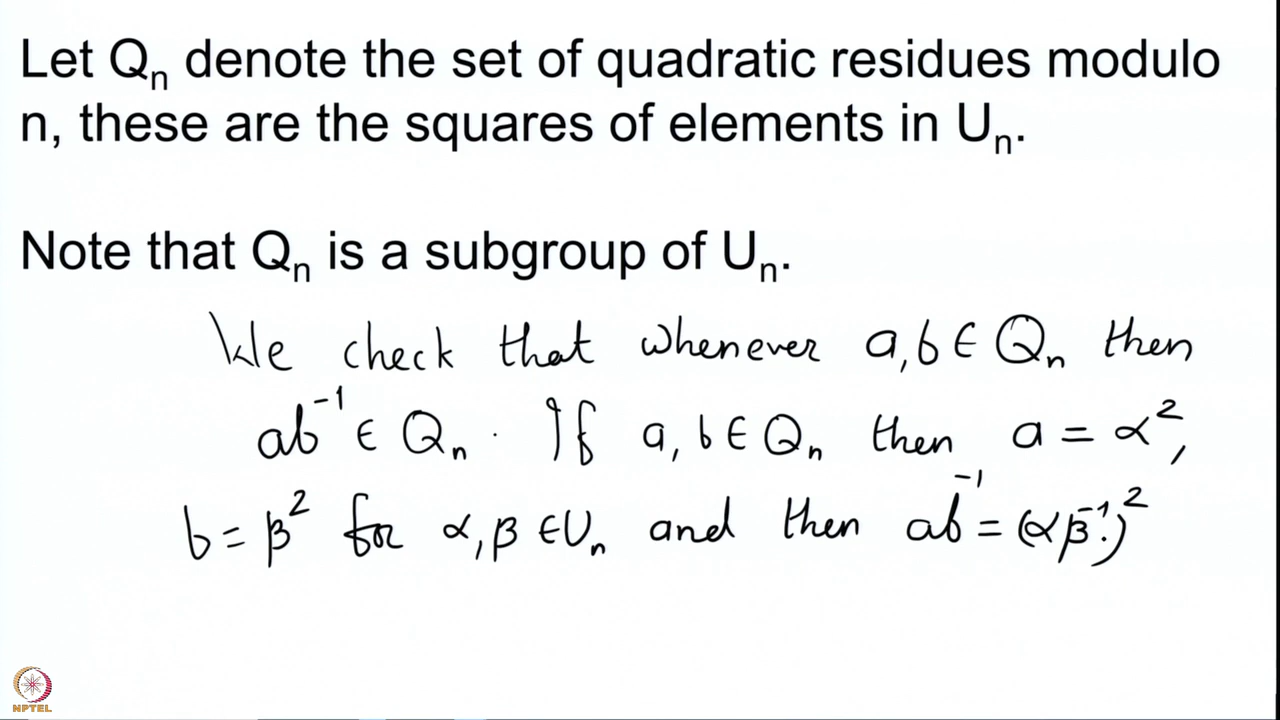 Let Qₙ denote the set of quadratic residues modulo
n, these are the squares of elements in Uₙ.
Note that Qₙ is a subgroup of Uₙ.
We check that whenever a, b ∈ Qₙ then
ab⁻¹ ∈ Qₙ. If a, b ∈ Qₙ then a = α²,
b = β² for α, β ∈ Uₙ and then ab⁻¹ = (αβ⁻¹)².
NPTEL